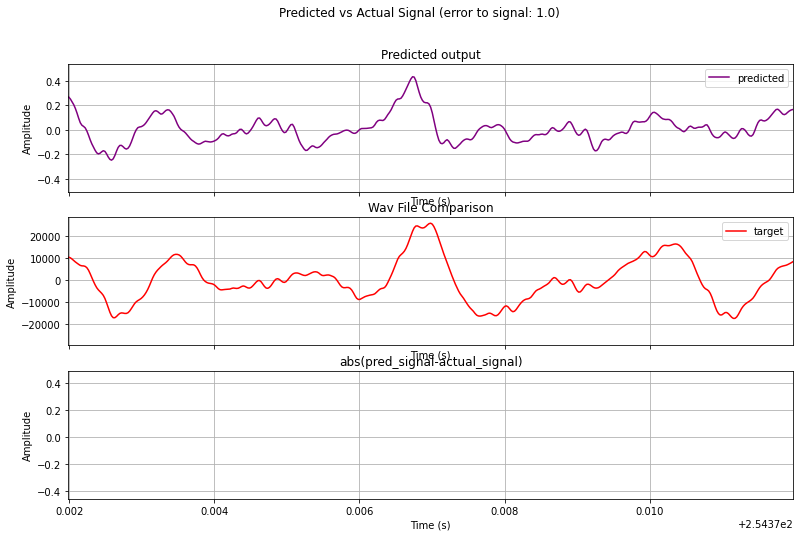 Predicted vs Actual Signal (error to signal: 1.0)
Predicted output
predicted
0.4
0.2
0.0
−0.2
−0.4
Amplitude
Time (s)
Wav File Comparison
target
20000
10000
0
−10000
−20000
Amplitude
Time (s)
abs(pred_signal-actual_signal)
0.4
0.2
0.0
−0.2
−0.4
Amplitude
0.002 0.004 0.006 0.008 0.010
Time (s)
+2.5437e2